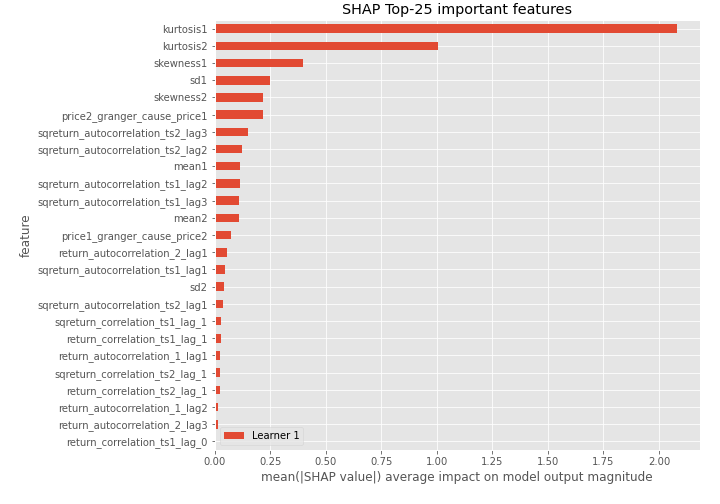 SHAP Top-25 important features
kurtosis1
kurtosis2
skewness1
sd1
skewness2
price2_granger_cause_price1
sqreturn_autocorrelation_ts2_lag3
sqreturn_autocorrelation_ts2_lag2
mean1
sqreturn_autocorrelation_ts1_lag2
sqreturn_autocorrelation_ts1_lag3
mean2
price1_granger_cause_price2
return_autocorrelation_2_lag1
sqreturn_autocorrelation_ts1_lag1
sd2
sqreturn_autocorrelation_ts2_lag1
sqreturn_correlation_ts1_lag_1
return_correlation_ts1_lag_1
return_autocorrelation_1_lag1
sqreturn_correlation_ts2_lag_1
return_correlation_ts2_lag_1
return_autocorrelation_1_lag2
return_autocorrelation_2_lag3
return_correlation_ts1_lag_0
feature
Learner 1
0.00 0.25 0.50 0.75 1.00 1.25 1.50 1.75 2.00
mean(|SHAP value|) average impact on model output magnitude